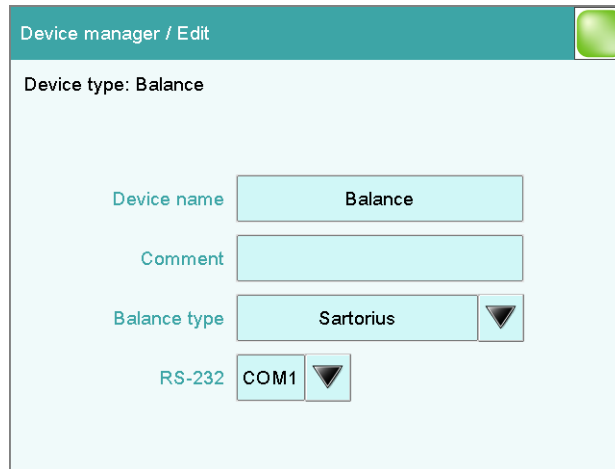 Device manager / Edit
Device type: Balance
Device name Balance
Comment
Balance type Sartorius
RS-232 COM1